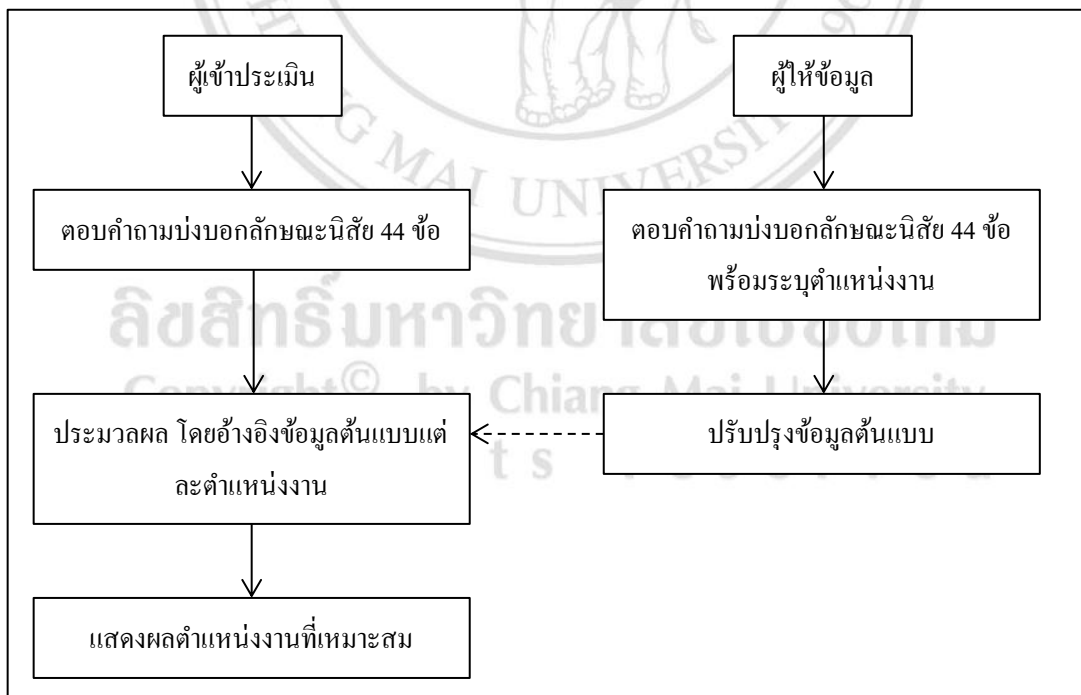 ผู้เข้าประเมิน
ผู้ให้ข้อมูล
ตอบคำถามบ่งบอกลักษณะนิสัย 44 ข้อ
ตอบคำถามบ่งบอกลักษณะนิสัย 44 ข้อ
พร้อมระบุตำแหน่งงาน
ประมวลผล โดยอ้างอิงข้อมูลต้นแบบแต่
ละตำแหน่งงาน
ปรับปรุงข้อมูลต้นแบบ
แสดงผลตำแหน่งงานที่เหมาะสม
MAI UNIVERSI
ลิขสิทธิ์มหาวิทยาลัยเชียงใหม่
Copyright© by Chiang Mai University